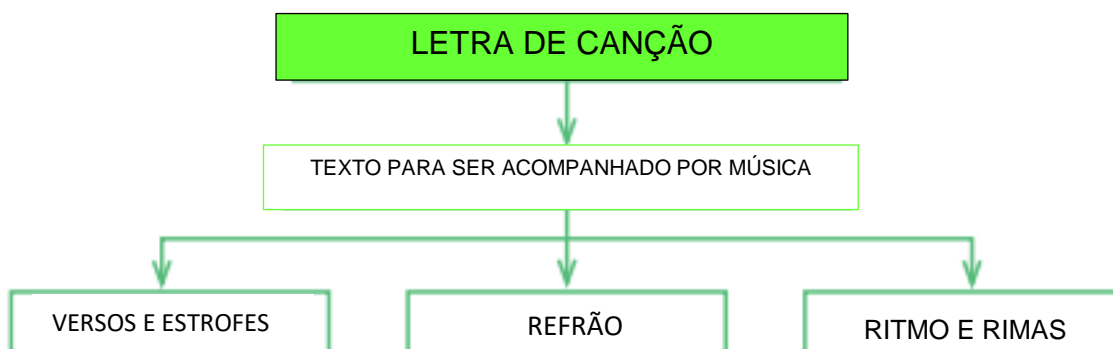 LETRA DE CANÇÃO
TEXTO PARA SER ACOMPANHADO POR MÚSICA
VERSOS E ESTROFES
REFRÃO
RITMO E RIMAS